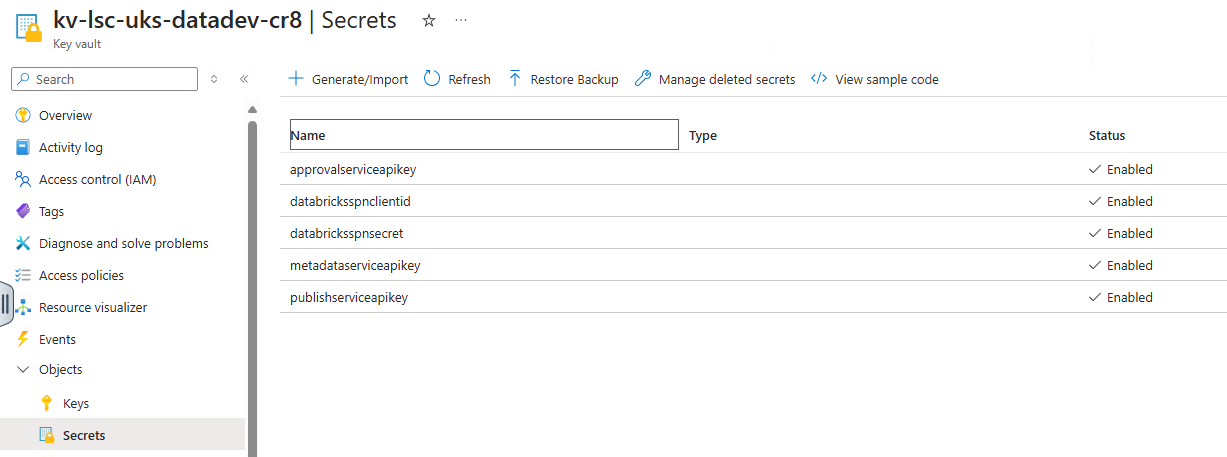 kv-lsc-uks-datadev-cr8 | Secrets
Key vault
Search
Generate/Import Refresh Restore Backup Manage deleted secrets View sample code
Overview
Activity log
Access control (IAM)
Tags
Diagnose and solve problems
Access policies
Resource visualizer
Events
Objects
Keys
Secrets
Name Type Status
approvalserviceapikey Enabled
databricksspnclientid Enabled
databricksspnsecret Enabled
metadataserviceapikey Enabled
publishserviceapikey Enabled